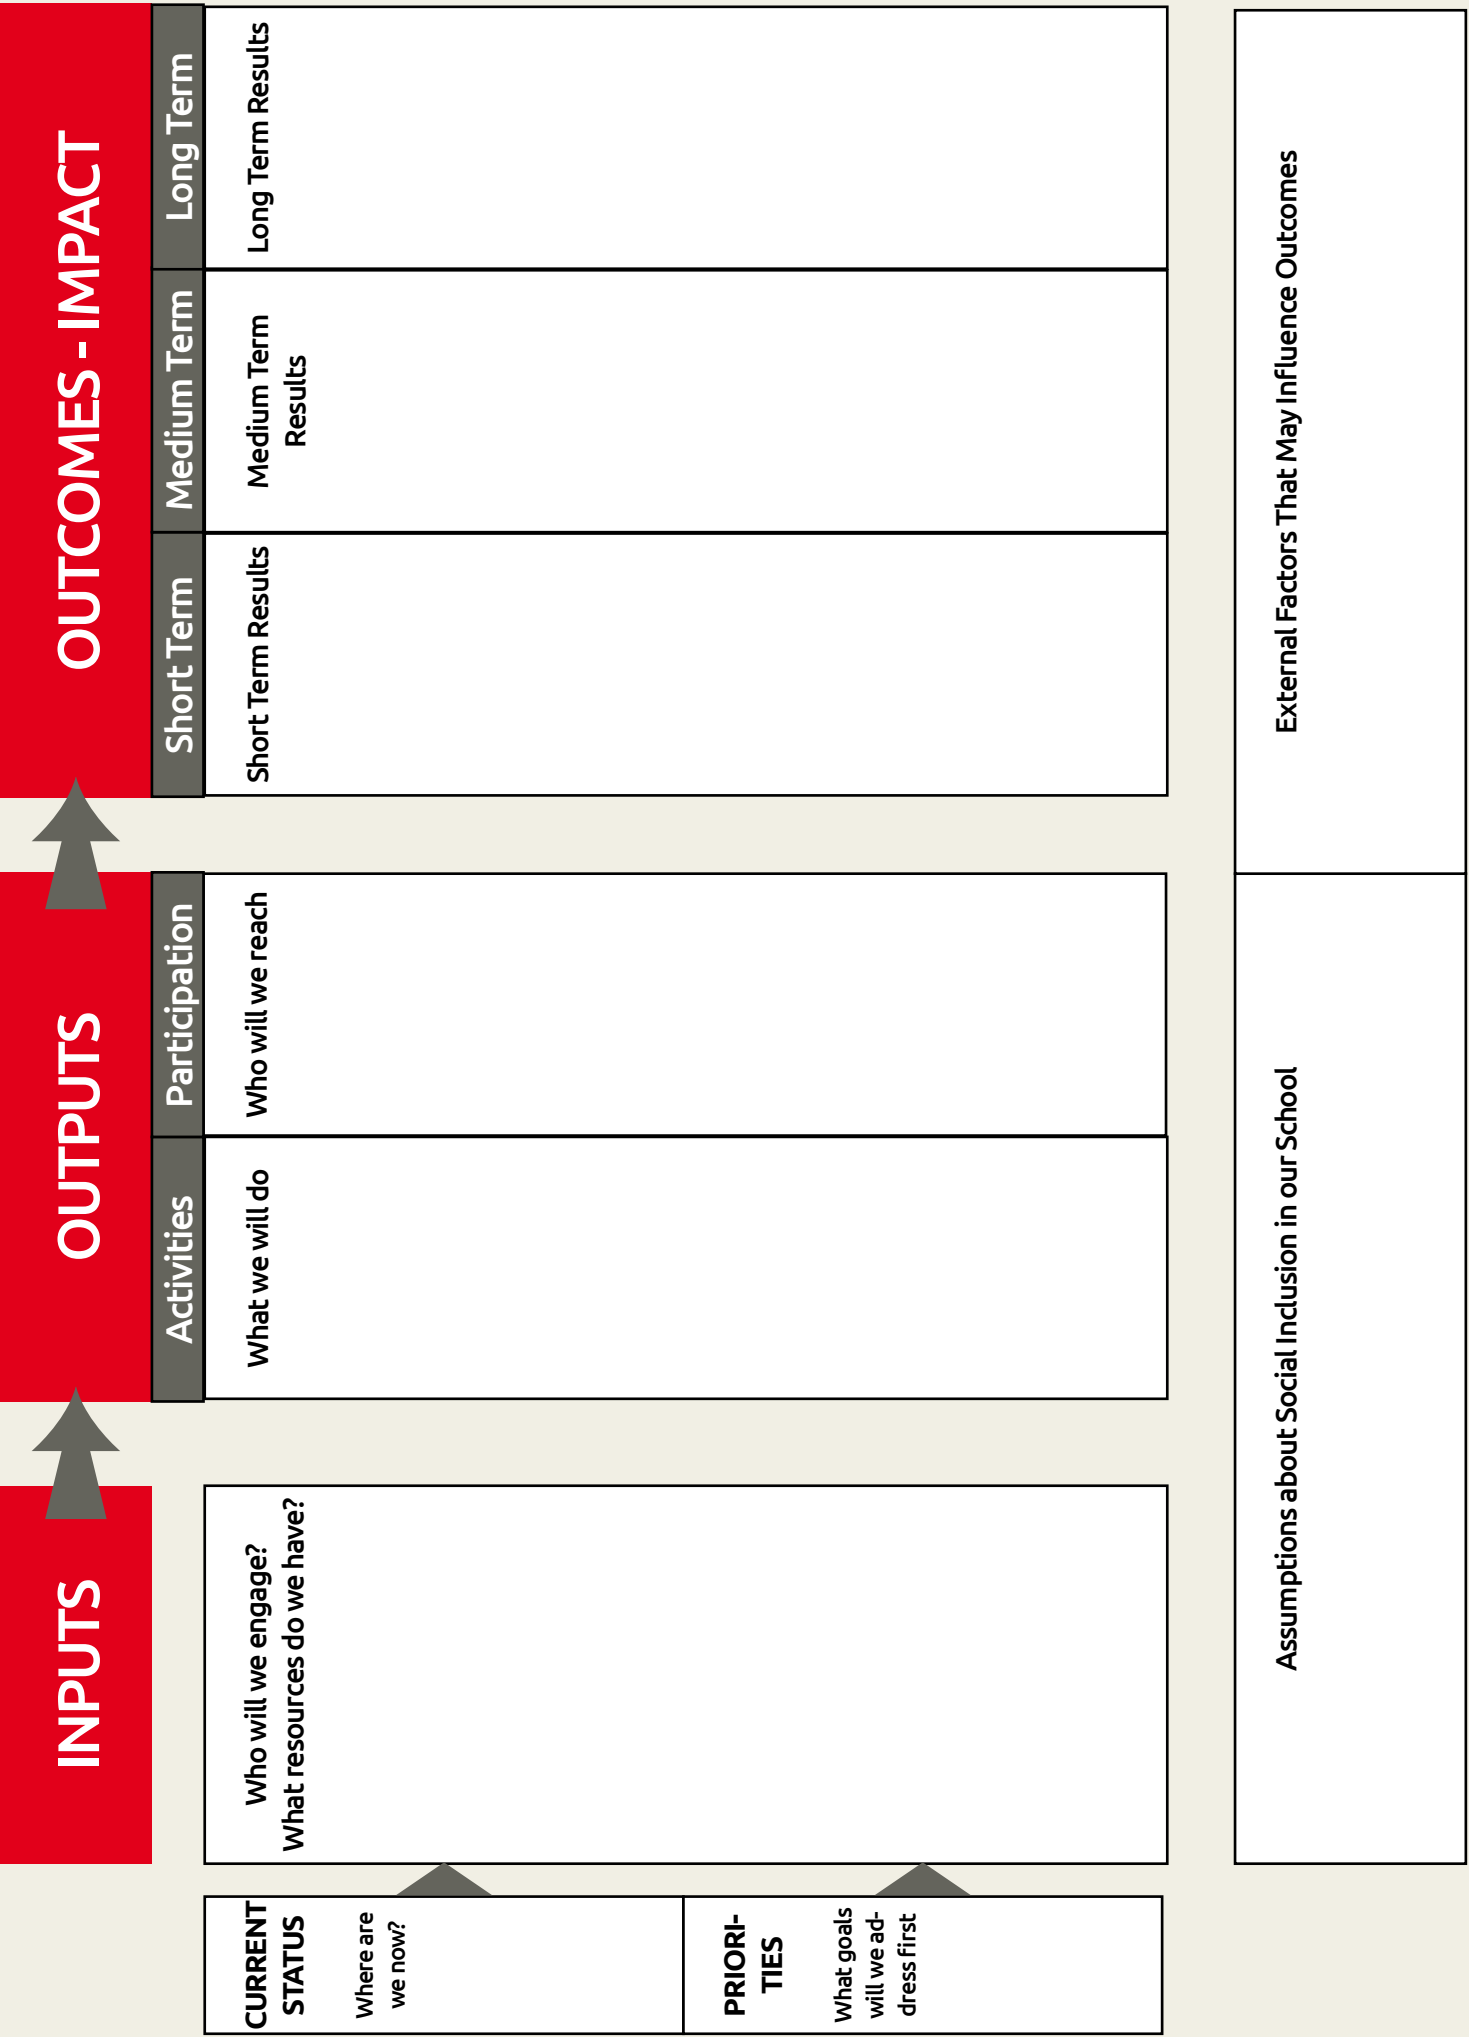 CURRENT
STATUS
Where are
we now?
PRIORI-
TIES
What goals
will we ad-
dress first
INPUTS
Who will we engage?
What resources do we have?
OUTPUTS
Activities
What we will do
Participation
Who will we reach
OUTCOMES - IMPACT
Short Term
Short Term Results
Medium Term
Medium Term
Results
Long Term
Long Term Results
Assumptions about Social Inclusion in our School
External Factors That May Influence Outcomes